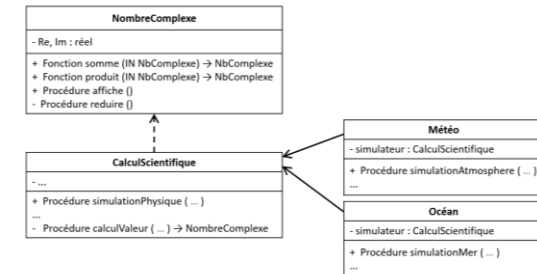 NombreComplexe
- Re, Im : réel
+ Fonction somme (IN NbComplexe) → NbComplexe
+ Fonction produit (IN NbComplexe) → NbComplexe
+ Procédure affiche ()
- Procédure reduire ()
CalculScientifique
- ...
+ Procédure simulationPhysique ( ... )
...
- Procédure calculValeur ( ... ) → NombreComplexe
Météo
- simulateur : CalculScientifique
+ Procédure simulationAtmosphere ( ... )
...
Océan
- simulateur : CalculScientifique
+ Procédure simulationMer ( ... )
...